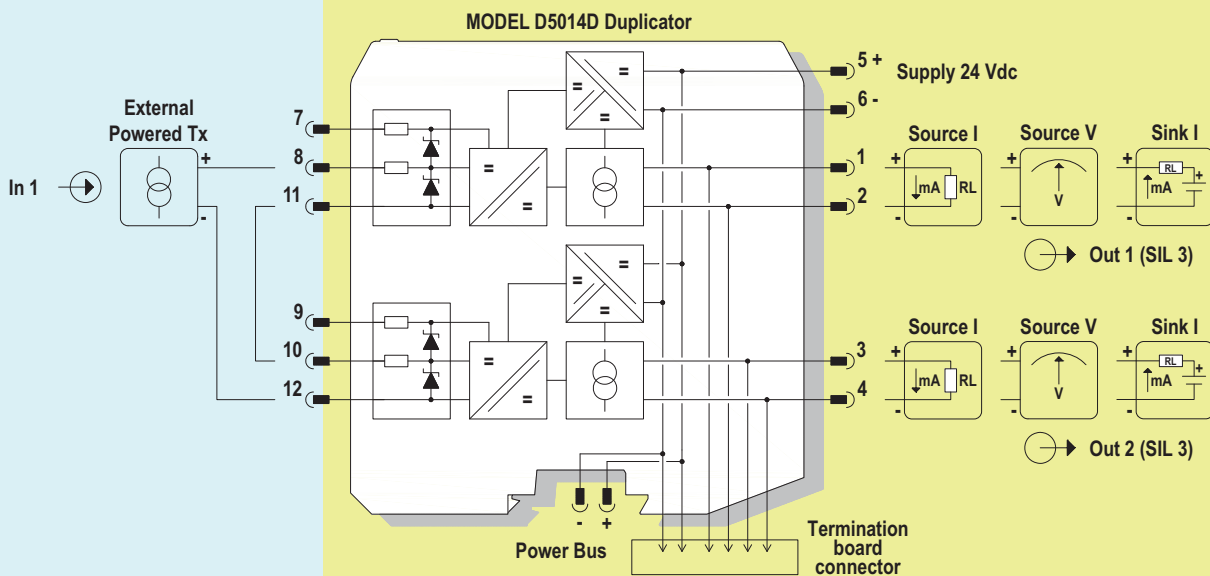 MODEL D5014D Duplicator
5 +
Supply 24 Vdc
6 -
External
Powered Tx
In 1
+
-
7
8
11
=
=
=
=
=
1
2
Source I
Source V
Sink I
+
-
mA
RL
+
-
V
+
-
RL
mA
+
Out 1 (SIL 3)
9
10
12
=
=
=
=
=
3
4
Source I
Source V
Sink I
+
-
mA
RL
+
-
V
+
-
RL
mA
+
Out 2 (SIL 3)
- +
Power Bus
Termination
board
connector